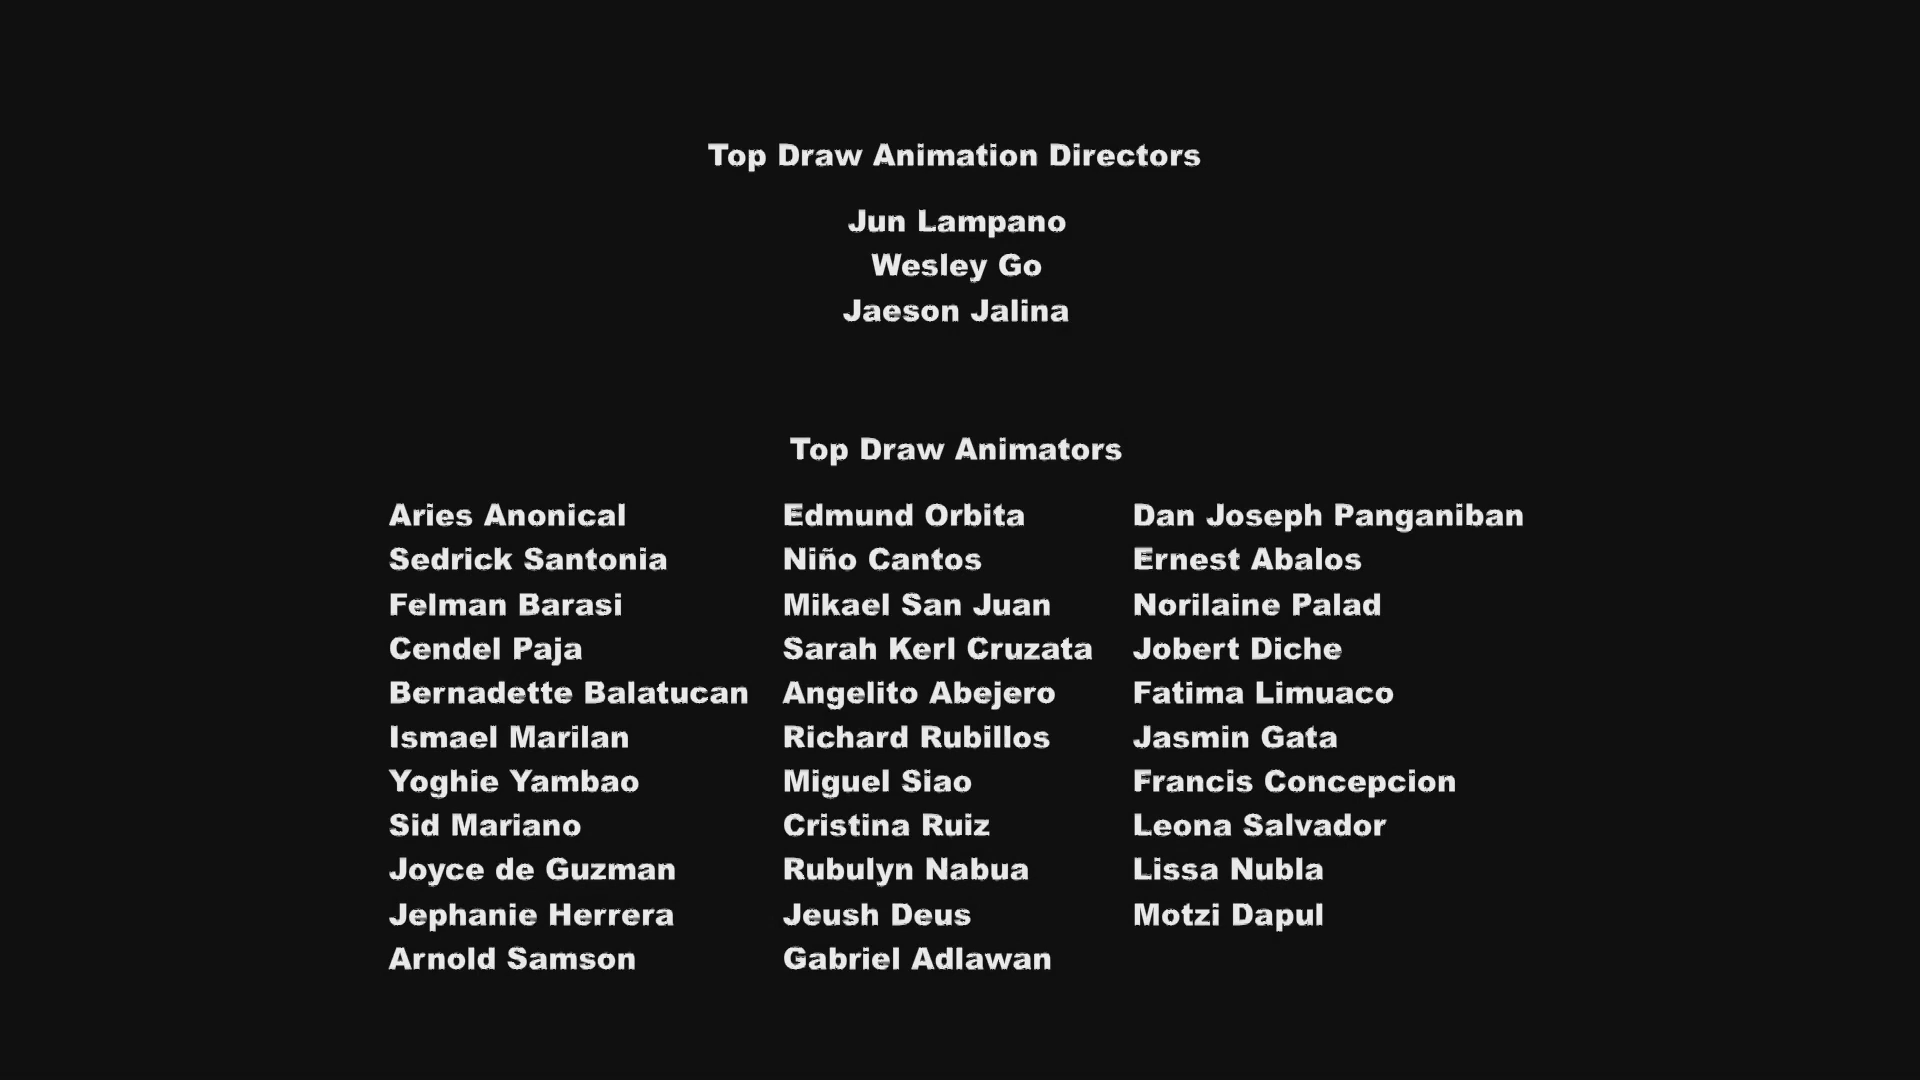 Top Draw Animation Directors
Jun Lampano
Wesley Go
Jaeson Jalina
Top Draw Animators
Aries Anonical Edmund Orbita Dan Joseph Panganiban
Sedrick Santonia Niño Cantos Ernest Abalos
Felman Barasi Mikael San Juan Norilaine Palad
Cendel Paja Sarah Kerl Cruzata Jobert Diche
Bernadette Balatucan Angelito Abejero Fatima Limuaco
Ismael Marilan Richard Rubillos Jasmin Gata
Yoghie Yambao Miguel Siao Francis Concepcion
Sid Mariano Cristina Ruiz Leona Salvador
Joyce de Guzman Rubulyn Nabua Lissa Nubla
Jephanie Herrera Jeush Deus Motzi Dapul
Arnold Samson Gabriel Adlawan